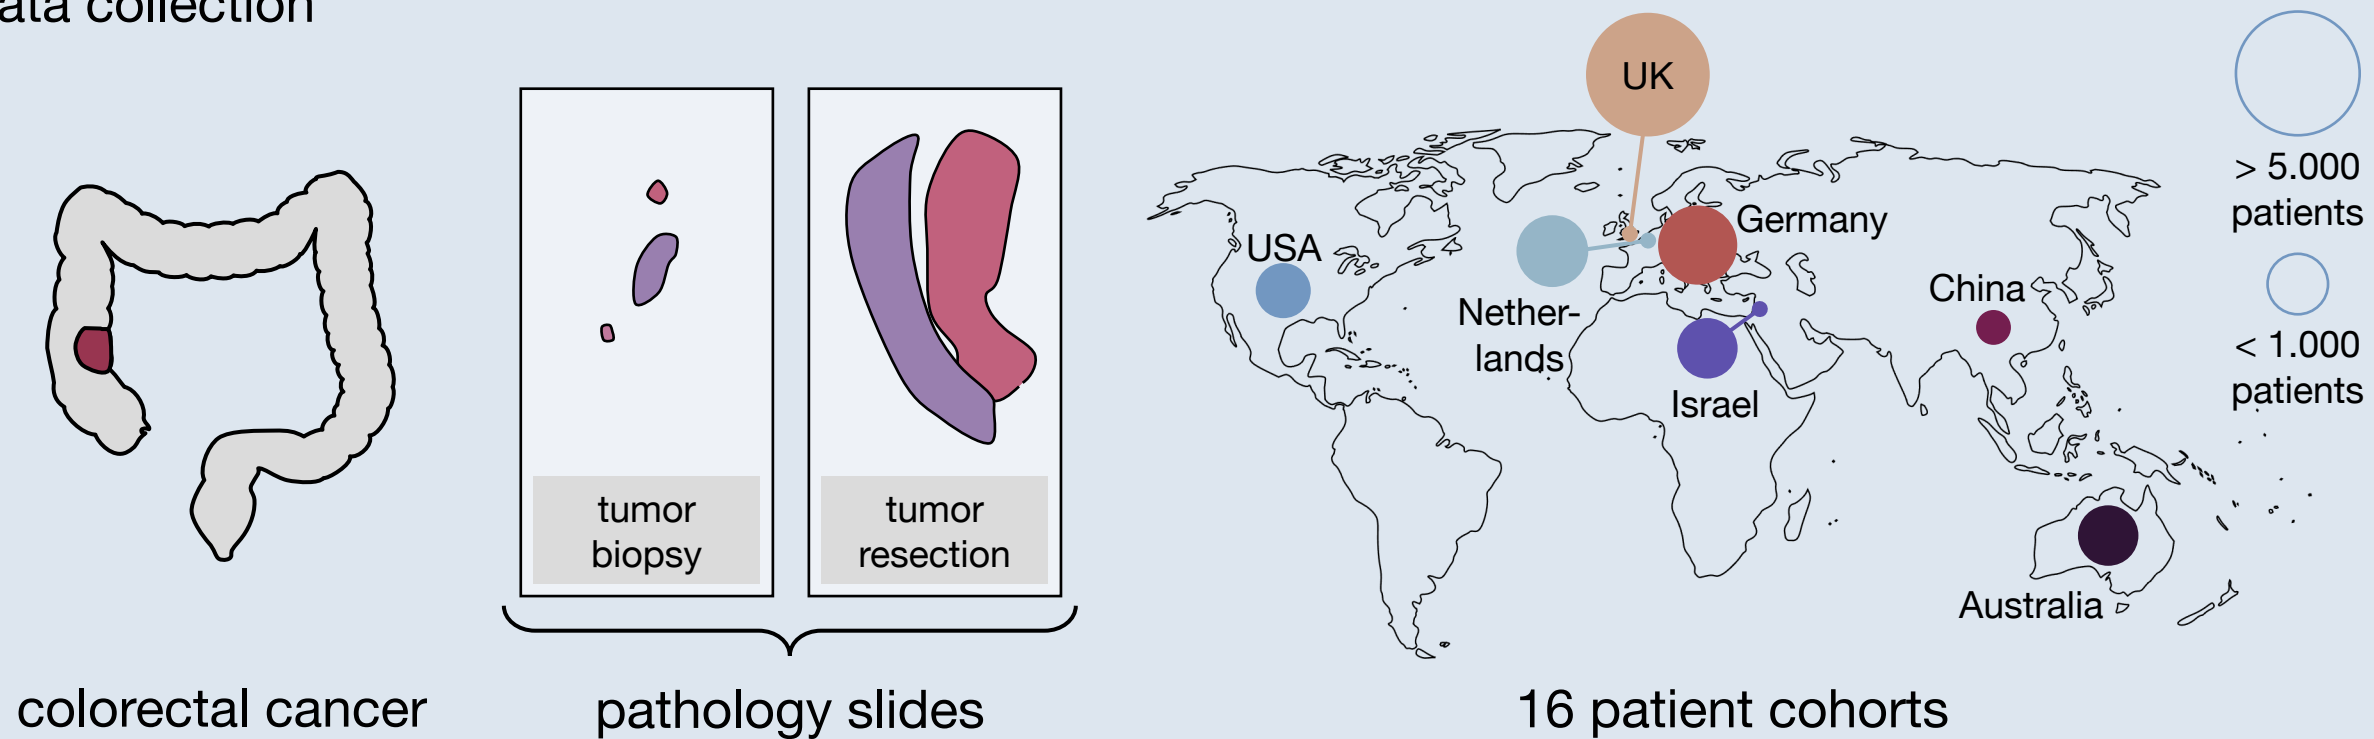 collection
tumor
biopsy
tumor
resection
colorectal cancer
pathology slides
UK
USA
Germany
Nether-
lands
Israel
China
Australia
> 5.000
patients
< 1.000
patients
16 patient cohorts